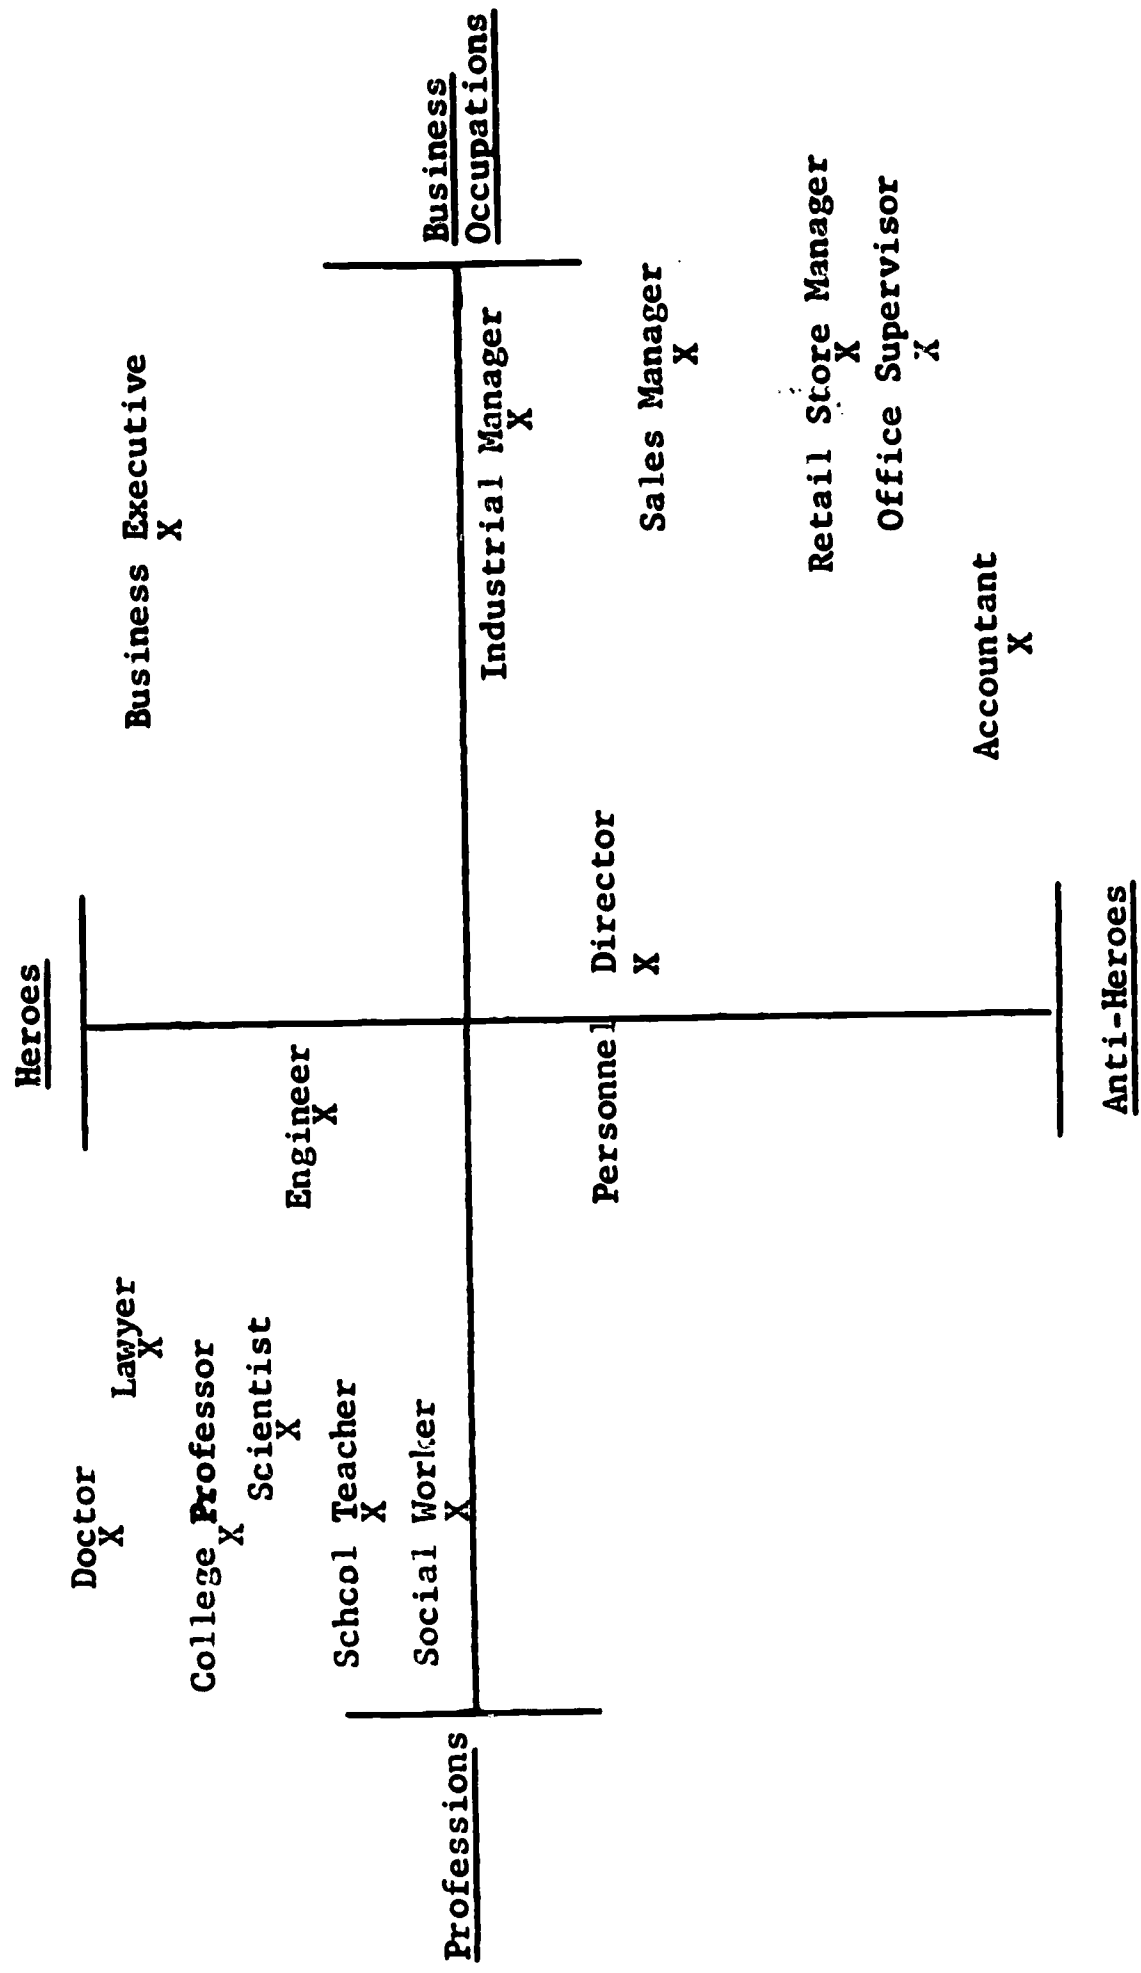 Heroes
Doctor
X
Lawyer
X
Business Executive
X
College Professor
X
Scientist
X
Engineer
X
Schcol Teacher
X
Social Worker
X
Professions
Business
Occupations
Industrial Manager
X
Personnel Director
X
Sales Manager
X
Retail Store Manager
X
Office Supervisor
X
Accountant
X
Anti-Heroes